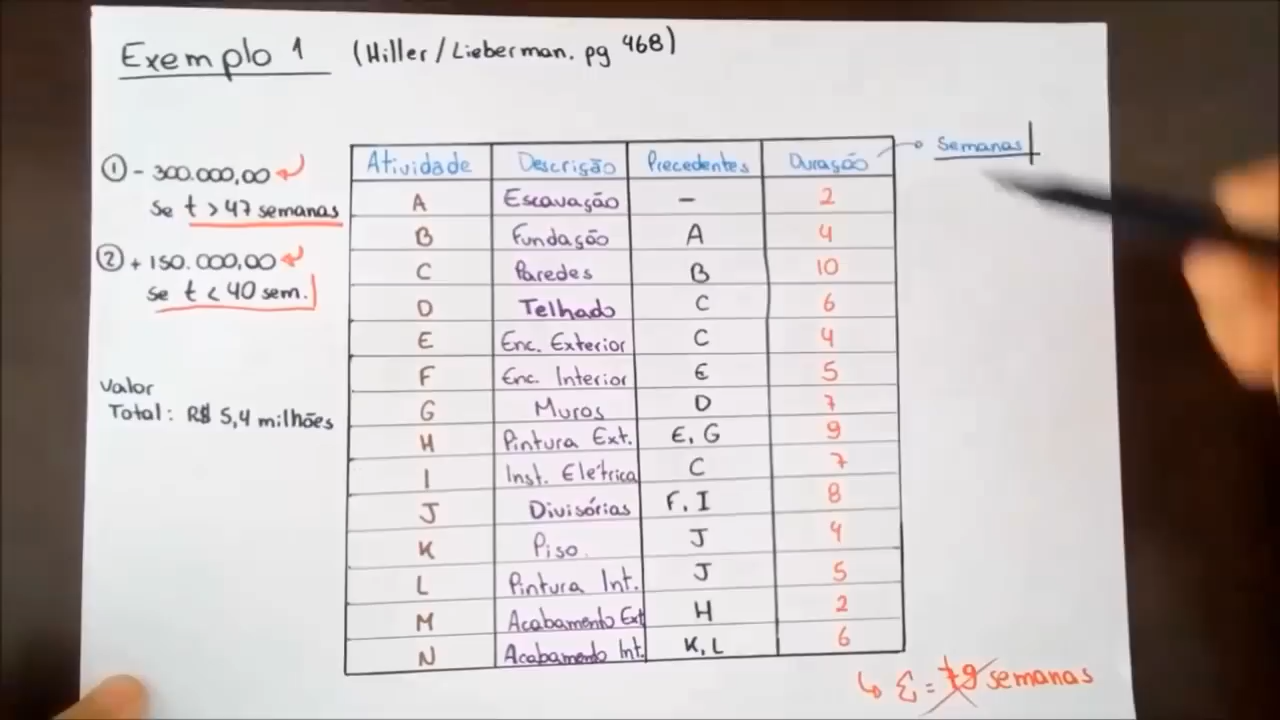 Exemplo 1 (Hiller/Lieberman. pg 468)
① - 300.000,00
Se t > 47 semanas
② + 150.000,00
Se t < 40 sem.
Valor
Total: R$ 5,4 milhões
Atividade Descrição Precedentes Duração Semanas
A Escavação - 2
B Fundação A 4
C Paredes B 10
D Telhado C 6
E Enc. Exterior C 4
F Enc. Interior E 5
G Muros D 7
H Pintura Ext. E, G 9
I Inst. Elétrica C 7
J Divisórias F, I 8
K Piso. J 4
L Pintura Int. J 5
M Acabamento Ext H 2
N Acabamento Int. K, L 6
↳ Σ = 79 semanas